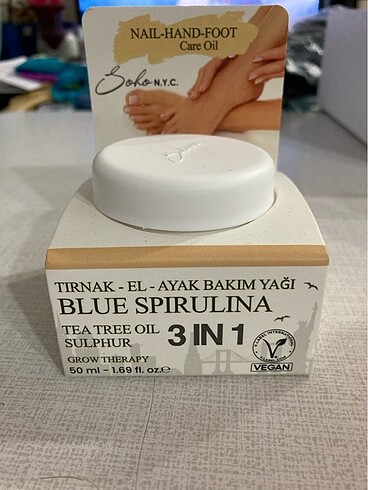 NAIL-HAND-FOOT
Care Oil
Soho N.Y.C.
TIRNAK - EL - AYAK BAKIM YAĞI
BLUE SPIRULINA
TEA TREE OIL
SULPHUR
3 IN 1
GROW THERAPY
50 ml - 1.69 fl. oz.e
VEGAN